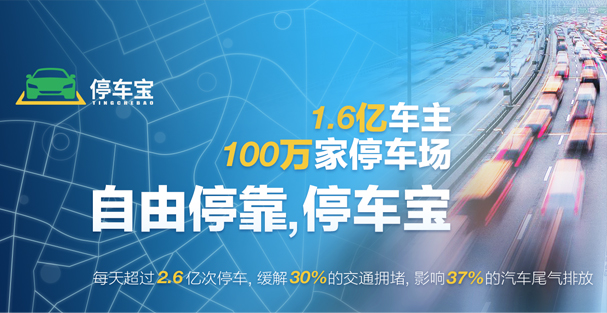 停车宝
TINGCHEBAO
1.6亿车主
100万家停车场
自由停靠,停车宝
每天超过2.6亿次停车, 缓解30%的交通拥堵, 影响37%的汽车尾气排放